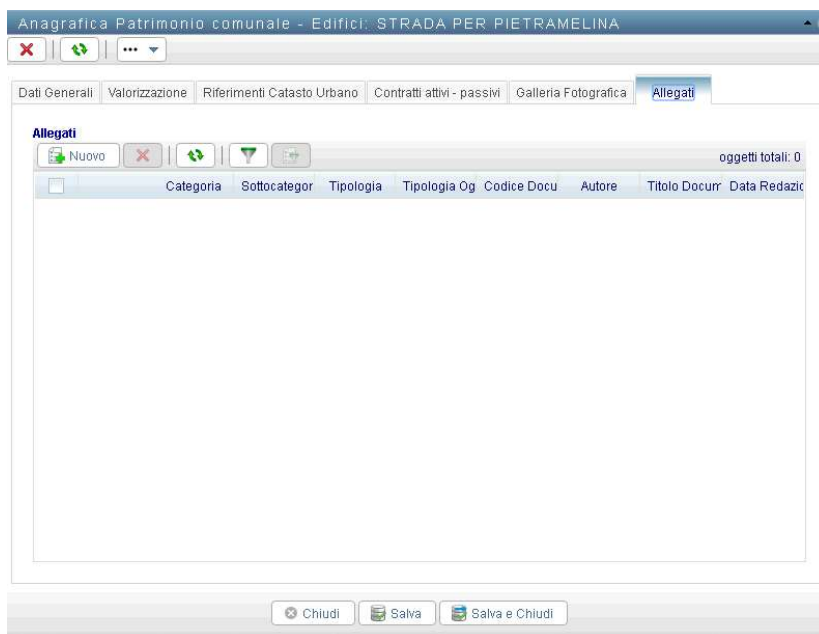 Anagrafica Patrimonio comunale - Edifici: STRADA PER PIETRAMELINA
Dati Generali Valorizzazione Riferimenti Catasto Urbano Contratti attivi - passivi Galleria Fotografica Allegati
Allegati
Nuovo oggetti totali: 0
Categoria Sottocategor Tipologia Tipologia Og Codice Docu Autore Titolo Docum Data Redazic
Chiudi Salva Salva e Chiudi